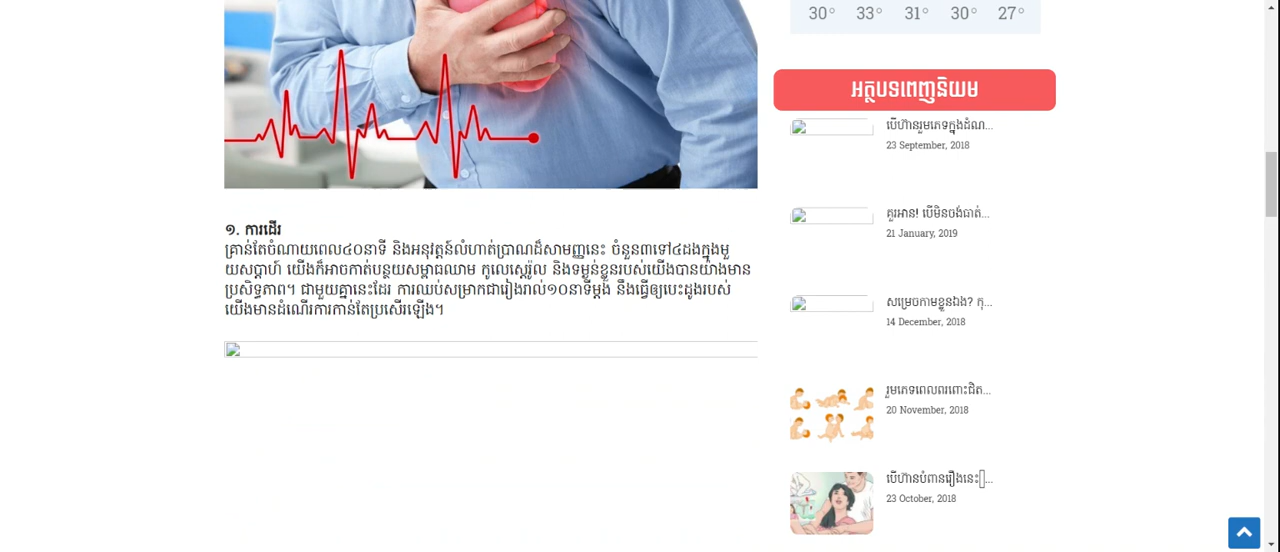 30° 33° 31° 30° 27°
អត្ថបទពេញនិយម
បើហ៊ានរួមភេទក្នុងដំណ...
23 September, 2018
គួរអាន! បើមិនចង់ធាត់...
21 January, 2019
សម្រេចកាមខ្លួនឯង? កុ...
14 December, 2018
រួមភេទពេលពរពោះជិត...
20 November, 2018
បើហ៊ានបំពានរឿងនេះ...
23 October, 2018
១. ការដើរ
គ្រាន់តែចំណាយពេល៤០នាទី និងអនុវត្តន៍លំហាត់ប្រាណដ៏សាមញ្ញនេះ ចំនួន៣ទៅ៤ដងក្នុងមួ
យសប្តាហ៍ យើងក៏អាចកាត់បន្ថយសម្ពាធឈាម កូលេស្តេរ៉ូល និងទម្ងន់ខ្លួនរបស់យើងបានយ៉ាងមាន
ប្រសិទ្ធភាព។ ជាមួយគ្នានេះដែរ ការឈប់សម្រាកជារៀងរាល់១០នាទីម្តង នឹងធ្វើឲ្យបេះដូងរបស់
យើងមានដំណើរការកាន់តែប្រសើរឡើង។